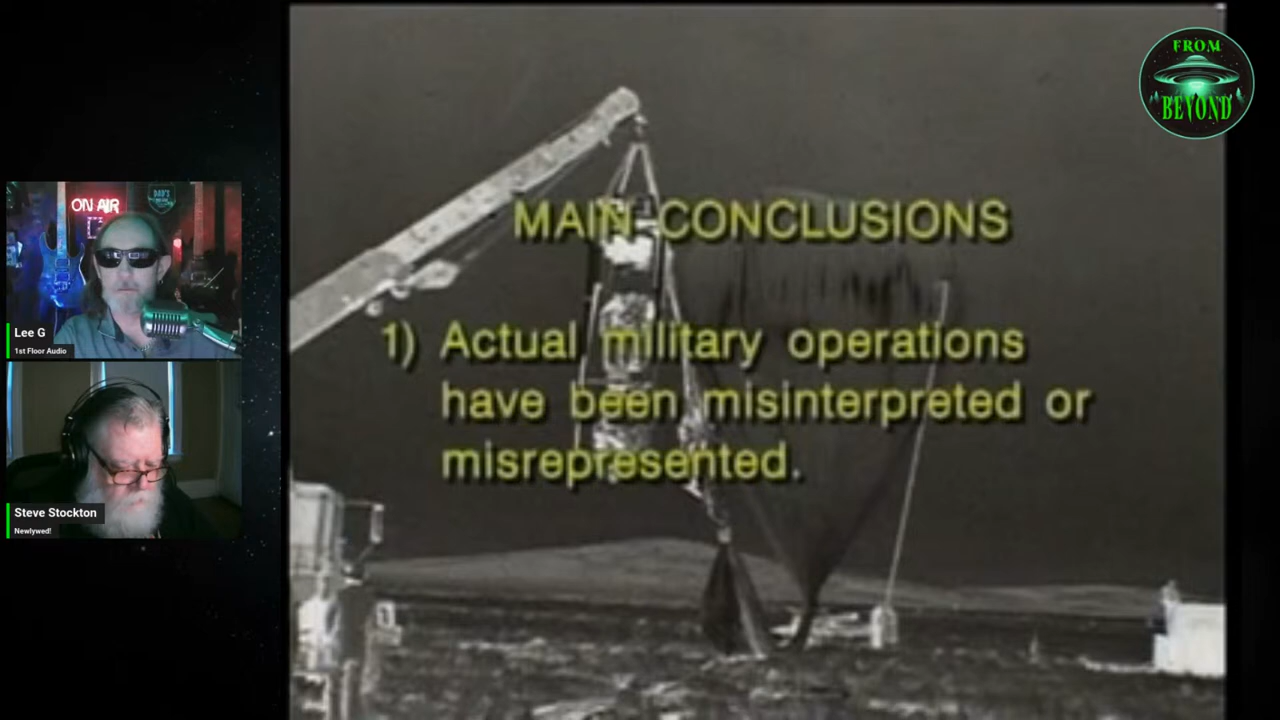 FROM
BEYOND
MAIN CONCLUSIONS
1) Actual military operations
have been misinterpreted or
misrepresented.
ON AIR
DAD'S
Lee G
1st Floor Audio
Steve Stockton
Newlywed!